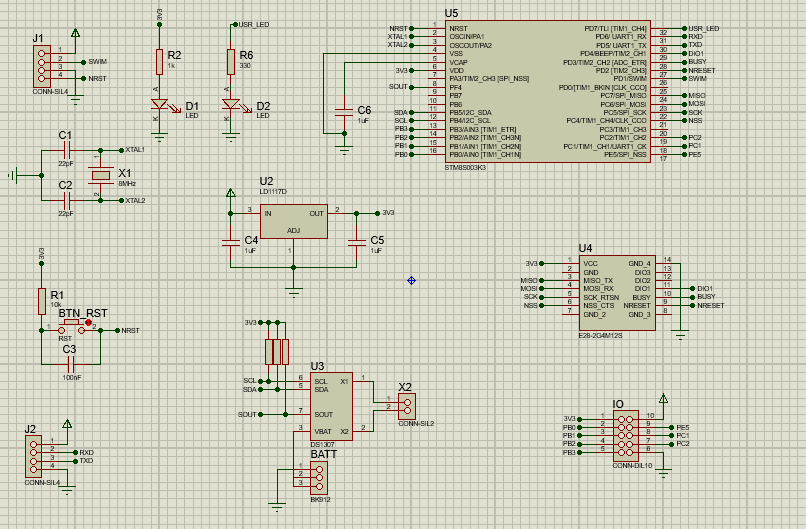 J1
1
2
3
4
SWIM
NRST
CONN-SIL4
3V3
R2
1k
A
D1
LED
K
USR_LED
R6
330
A
D2
LED
K
U5
NRST 1 NRST PD7/TLI [TIM1_CH4] 32 USR_LED
XTAL1 2 OSCIN/PA1 PD6/ UART1_RX 31 RXD
XTAL2 3 OSCOUT/PA2 PD5/ UART1_TX 30 TXD
4 VSS PD4/BEEP/TIM2_CH1 29 DIO1
5 VCAP PD3/TIM2_CH2 [ADC_ETR] 28 BUSY
3V3 6 VDD PD2 [TIM2_CH3] 27 NRESET
7 PA3/TIM2_CH3 [SPI_NSS] PD1/SWIM 26 SWIM
SOUT 8 PF4 PD0/TIM1_BKIN [CLK_CCO] 25
9 PB7 PC7/SPI_MISO 24 MISO
10 PB6 PC6/SPI_MOSI 23 MOSI
SDA 11 PB5/I2C_SDA PC5/SPI_SCK 22 SCK
SCL 12 PB4/I2C_SCL PC4/TIM1_CH4/CLK_CCO 21 NSS
PB3 13 PB3/AIN3 [TIM1_ETR] PC3/TIM1_CH3 20
PB2 14 PB2/AIN2 [TIM1_CH3N] PC2/TIM1_CH2 19 PC2
PB1 15 PB1/AIN1 [TIM1_CH2N] PC1/TIM1_CH1/UART1_CK 18 PC1
PB0 16 PB0/AIN0 [TIM1_CH1N] PE5/SPI_NSS 17 PE5
STM8S003K3
C6
1uF
C1
22pF
XTAL1
1
X1
8MHz
2
C2
22pF
XTAL2
U2
LD1117D
3 IN OUT 2 3V3
ADJ
1
C4
1uF
C5
1uF
3V3
R1
10k
BTN_RST
1
2
NRST
RST
C3
100nF
U4
3V3 1 VCC GND_4 14
2 GND DIO3 13
MISO 3 MISO_TX DIO2 12
MOSI 4 MOSI_RX DIO1 11 DIO1
SCK 5 SCK_RTSN BUSY 10 BUSY
NSS 6 NSS_CTS NRESET 9 NRESET
7 GND_2 GND_3 8
E28-2G4M12S
3V3
U3
SCL 6 SCL X1 1
SDA 5 SDA
SOUT 7 SOUT
3 VBAT X2 2
DS1307
X2
1
2
CONN-SIL2
BATT
1
2
3
BK912
J2
1
2
3
4
RXD
TXD
CONN-SIL4
IO
3V3 1 10
PB0 2 9 PE5
PB1 3 8 PC1
PB2 4 7 PC2
PB3 5 6
CONN-DIL10